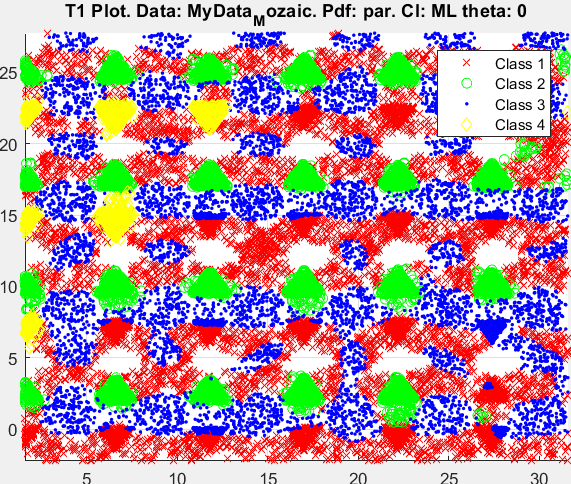 T1 Plot. Data: MyData_Mozaic. Pdf: par. Cl: ML theta: 0
Class 1
Class 2
Class 3
Class 4
25
20
15
10
5
0
5
10
15
20
25
30